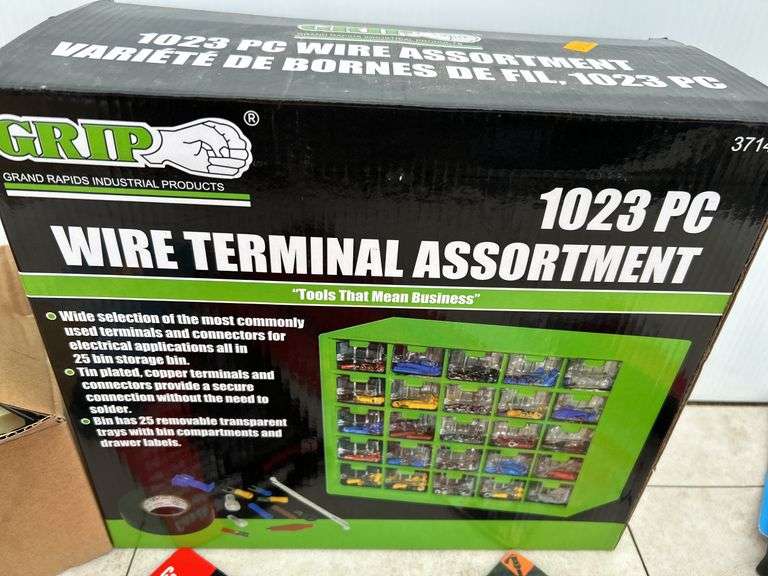 1023 PC WIRE ASSORTMENT
VARIÉTÉ DE BORNES DE FIL, 1023 PC
GRIP®
GRAND RAPIDS INDUSTRIAL PRODUCTS
3714
1023 PC
WIRE TERMINAL ASSORTMENT
"Tools That Mean Business"
Wide selection of the most commonly
used terminals and connectors for
electrical applications all in
25 bin storage bin.
Tin plated, copper terminals and
connectors provide a secure
connection without the need to
solder.
Bin has 25 removable transparent
trays with bin compartments and
drawer labels.